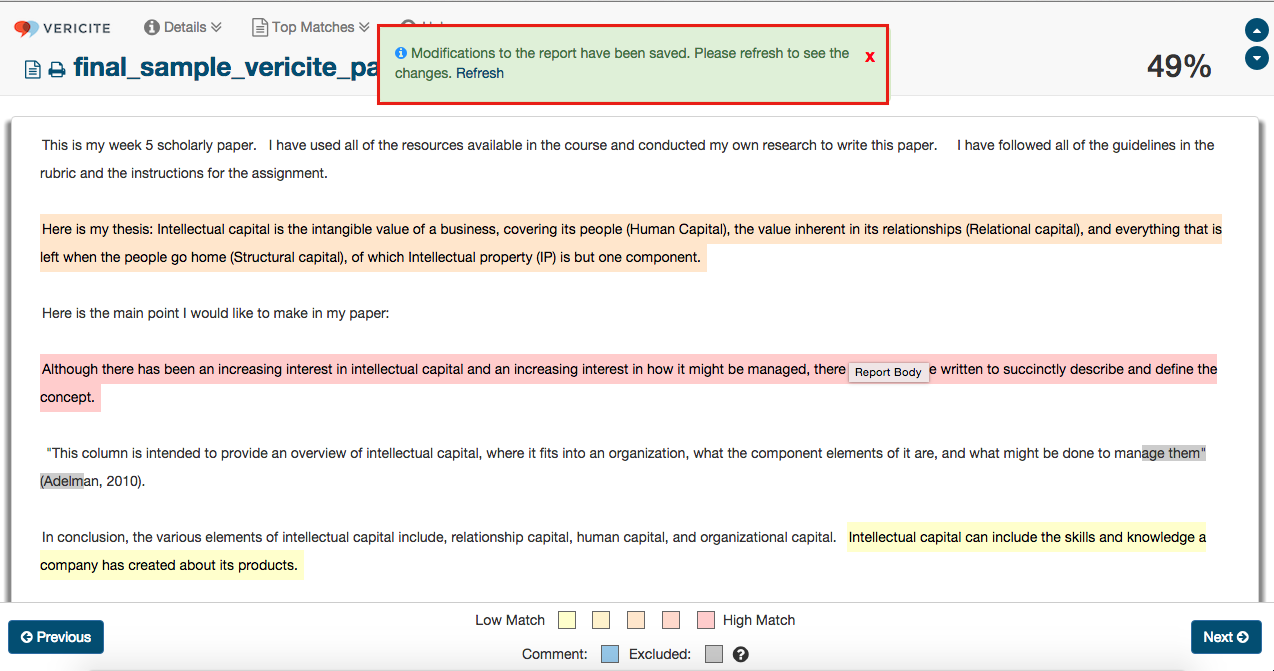 VERICITE Details Top Matches
final_sample_vericite_pa
Modifications to the report have been saved. Please refresh to see the
changes. Refresh
x
49%
This is my week 5 scholarly paper. I have used all of the resources available in the course and conducted my own research to write this paper. I have followed all of the guidelines in the
rubric and the instructions for the assignment.
Here is my thesis: Intellectual capital is the intangible value of a business, covering its people (Human Capital), the value inherent in its relationships (Relational capital), and everything that is
left when the people go home (Structural capital), of which Intellectual property (IP) is but one component.
Here is the main point I would like to make in my paper:
Although there has been an increasing interest in intellectual capital and an increasing interest in how it might be managed, there Report Body e written to succinctly describe and define the
concept.
"This column is intended to provide an overview of intellectual capital, where it fits into an organization, what the component elements of it are, and what might be done to manage them"
(Adelman, 2010).
In conclusion, the various elements of intellectual capital include, relationship capital, human capital, and organizational capital. Intellectual capital can include the skills and knowledge a
company has created about its products.
Low Match High Match
Previous Next
Comment: Excluded: ?